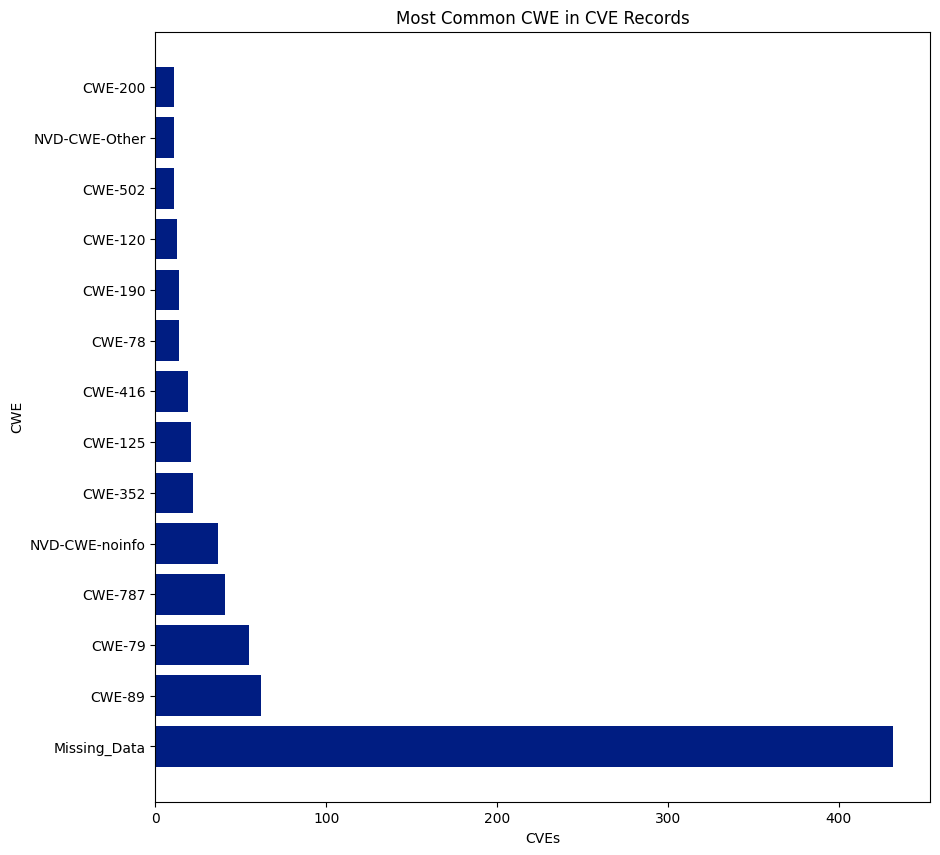 Most Common CWE in CVE Records
CWE-200
NVD-CWE-Other
CWE-502
CWE-120
CWE-190
CWE-78
CWE-416
CWE
CWE-125
CWE-352
NVD-CWE-noinfo
CWE-787
CWE-79
CWE-89
Missing_Data
0 100 200 300 400
CVEs